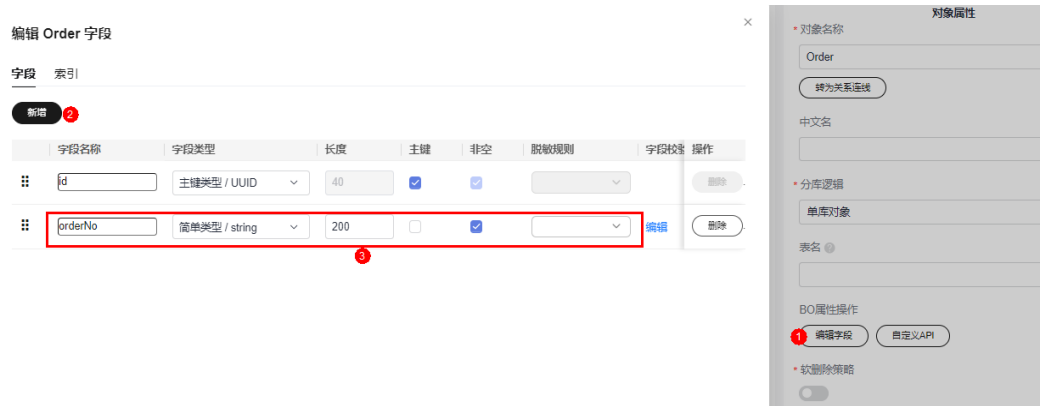 编辑 Order 字段
×
字段 索引
新增 2
字段名称 字段类型 长度 主键 非空 脱敏规则 字段校验 操作
id 主键类型 / UUID 40 删除
orderNo 简单类型 / string 200 编辑 删除
3
对象属性
* 对象名称
Order
转为关系连线
中文名
* 分库逻辑
单库对象
表名
BO属性操作
1 编辑字段 自定义API
* 软删除策略